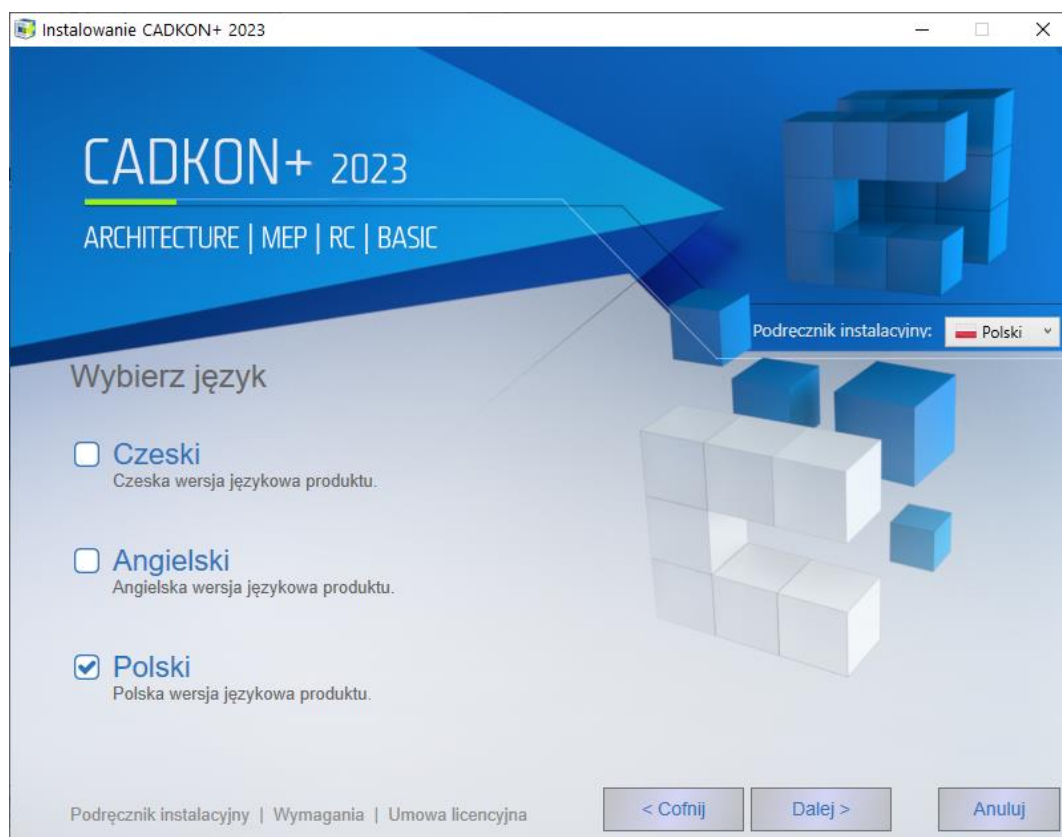 Instalowanie CADKON+ 2023
CADKON+ 2023
ARCHITECTURE | MEP | RC | BASIC
Podręcznik instalacyjny: Polski
Wybierz język
Czeski
Czeska wersja językowa produktu.
Angielski
Angielska wersja językowa produktu.
Polski
Polska wersja językowa produktu.
Podręcznik instalacyjny | Wymagania | Umowa licencyjna
< Cofnij Dalej > Anuluj